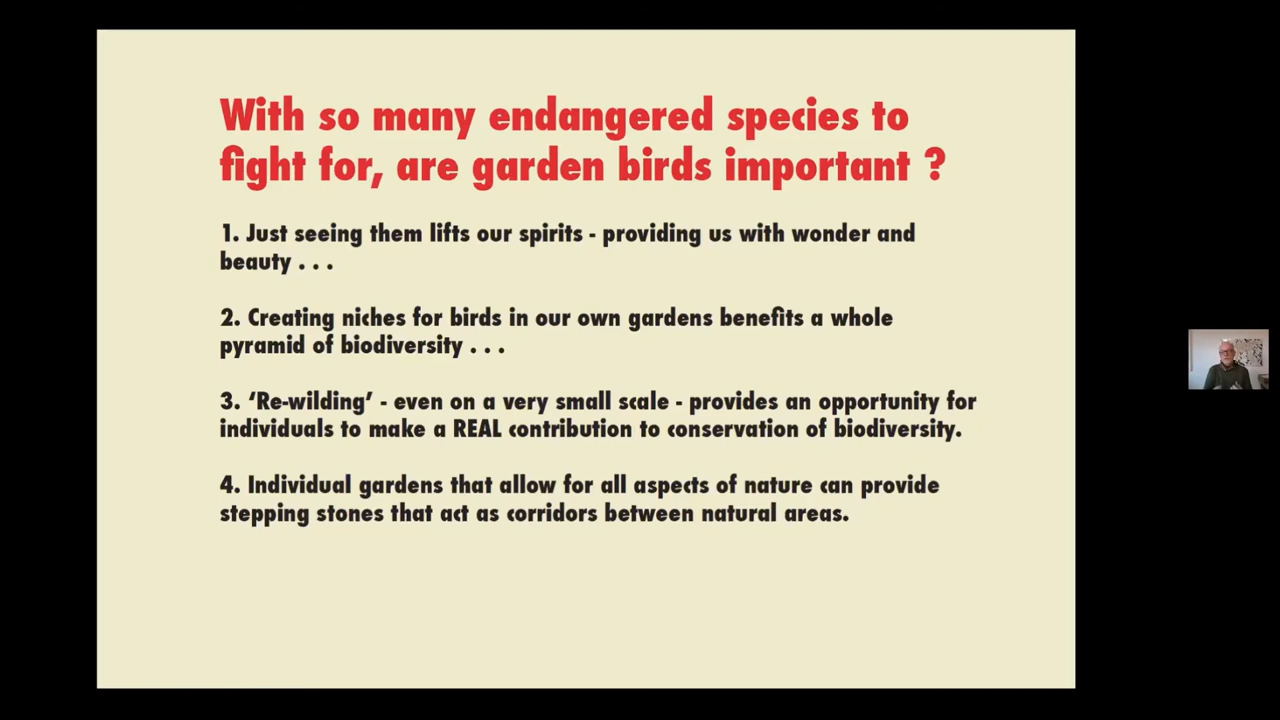 With so many endangered species to
fight for, are garden birds important ?
1. Just seeing them lifts our spirits - providing us with wonder and
beauty . . .
2. Creating niches for birds in our own gardens benefits a whole
pyramid of biodiversity . . .
3. ‘Re-wilding’ - even on a very small scale - provides an opportunity for
individuals to make a REAL contribution to conservation of biodiversity.
4. Individual gardens that allow for all aspects of nature can provide
stepping stones that act as corridors between natural areas.